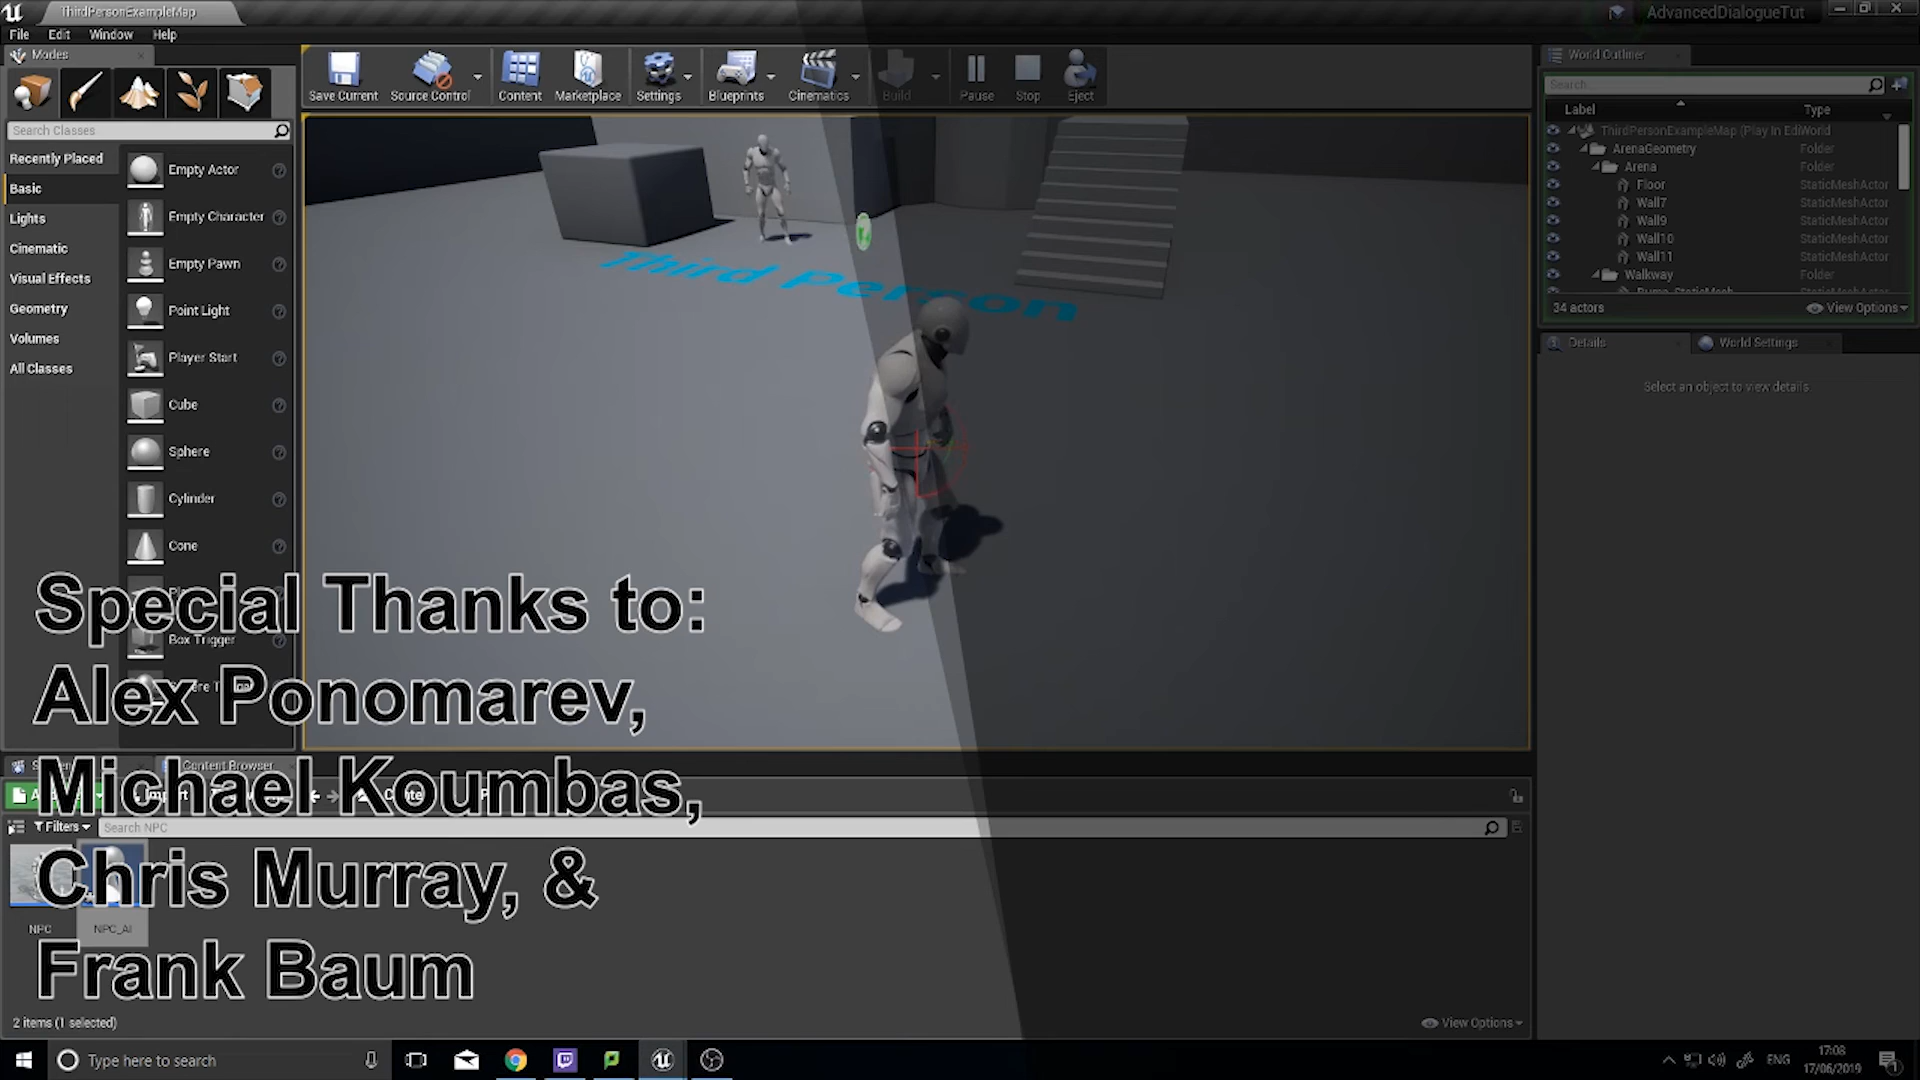 ThirdPersonExampleMap
AdvancedDialogueTut
File Edit Window Help
Modes
Save Current
Source Control
Content
Marketplace
Settings
Blueprints
Cinematics
Build
Pause
Stop
Eject
Search Classes
Recently Placed
Basic
Lights
Cinematic
Visual Effects
Geometry
Volumes
All Classes
Empty Actor
Empty Character
Empty Pawn
Point Light
Player Start
Cube
Sphere
Cylinder
Cone
Box Trigger
Third Person
World Outliner
Search...
Label Type
ThirdPersonExampleMap (Play In EdiWorld
ArenaGeometry Folder
Arena Folder
Floor StaticMeshActor
Wall7 StaticMeshActor
Wall9 StaticMeshActor
Wall10 StaticMeshActor
Wall11 StaticMeshActor
Walkway Folder
34 actors View Options
Details World Settings
Select an object to view details
Special Thanks to:
Alex Ponomarev,
Michael Koumbas,
Chris Murray, &
Frank Baum
Content Browser
Filters Search NPC
NPC NPC_AI
2 items (1 selected) View Options
Type here to search
ENG
17:08
17/06/2019